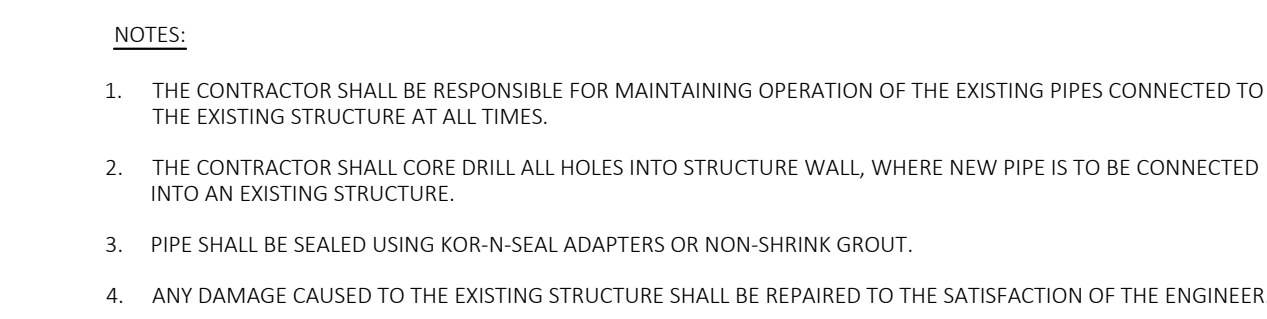 NOTES:
1. THE CONTRACTOR SHALL BE RESPONSIBLE FOR MAINTAINING OPERATION OF THE EXISTING PIPES CONNECTED TO
THE EXISTING STRUCTURE AT ALL TIMES.
2. THE CONTRACTOR SHALL CORE DRILL ALL HOLES INTO STRUCTURE WALL, WHERE NEW PIPE IS TO BE CONNECTED
INTO AN EXISTING STRUCTURE.
3. PIPE SHALL BE SEALED USING KOR-N-SEAL ADAPTERS OR NON-SHRINK GROUT.
4. ANY DAMAGE CAUSED TO THE EXISTING STRUCTURE SHALL BE REPAIRED TO THE SATISFACTION OF THE ENGINEER